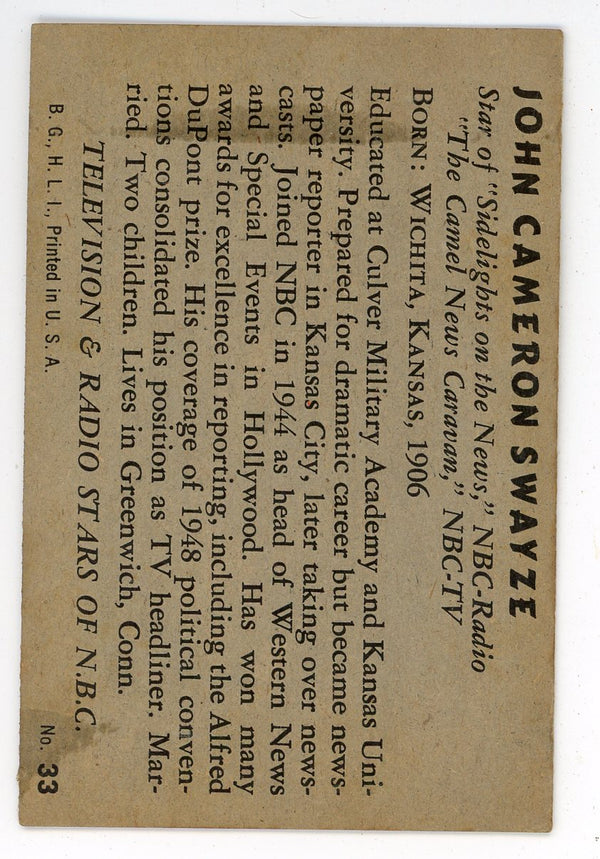 JOHN CAMERON SWAYZE
Star of "Sidelights on the News," NBC-Radio
"The Camel News Caravan," NBC-TV
BORN: WICHITA, KANSAS, 1906
Educated at Culver Military Academy and Kansas Uni-
versity. Prepared for dramatic career but became news-
paper reporter in Kansas City, later taking over news-
casts. Joined NBC in 1944 as head of Western News
and Special Events in Hollywood. Has won many
awards for excellence in reporting, including the Alfred
DuPont prize. His coverage of 1948 political conven-
tions consolidated his position as TV headliner. Mar-
ried. Two children. Lives in Greenwich, Conn.
TELEVISION & RADIO STARS OF N.B.C.
B. G., H. L. I., Printed in U. S. A.
No. 33